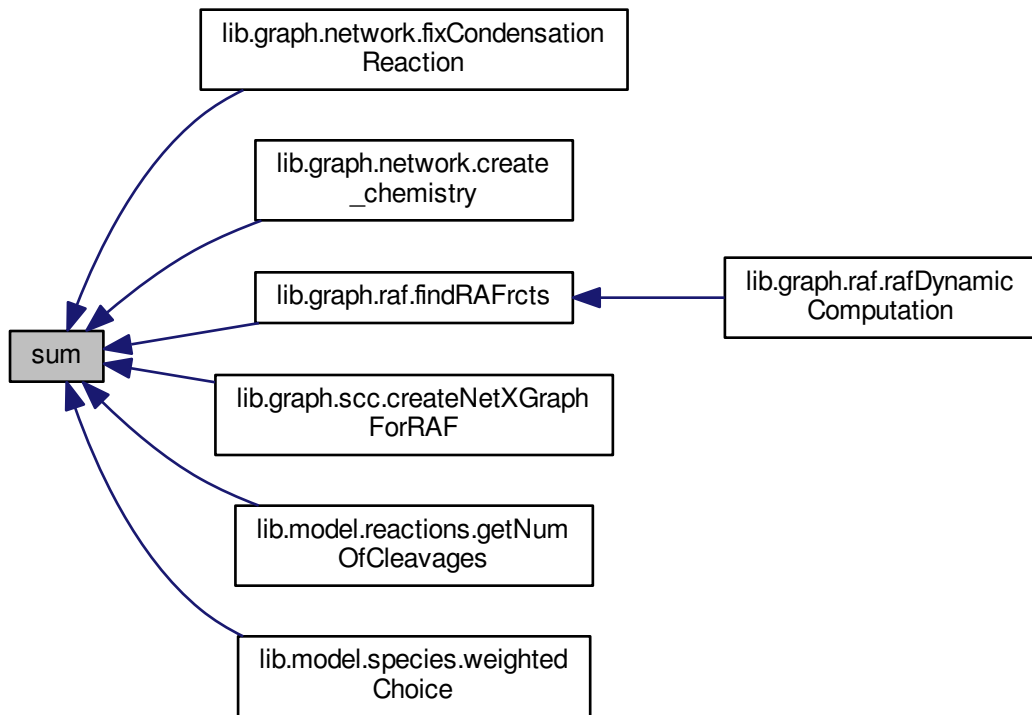 lib.graph.network.fixCondensation
Reaction
lib.graph.network.create
_chemistry
lib.graph.raf.findRAFrcts
lib.graph.raf.rafDynamic
Computation
sum
lib.graph.scc.createNetXGraph
ForRAF
lib.model.reactions.getNum
OfCleavages
lib.model.species.weighted
Choice